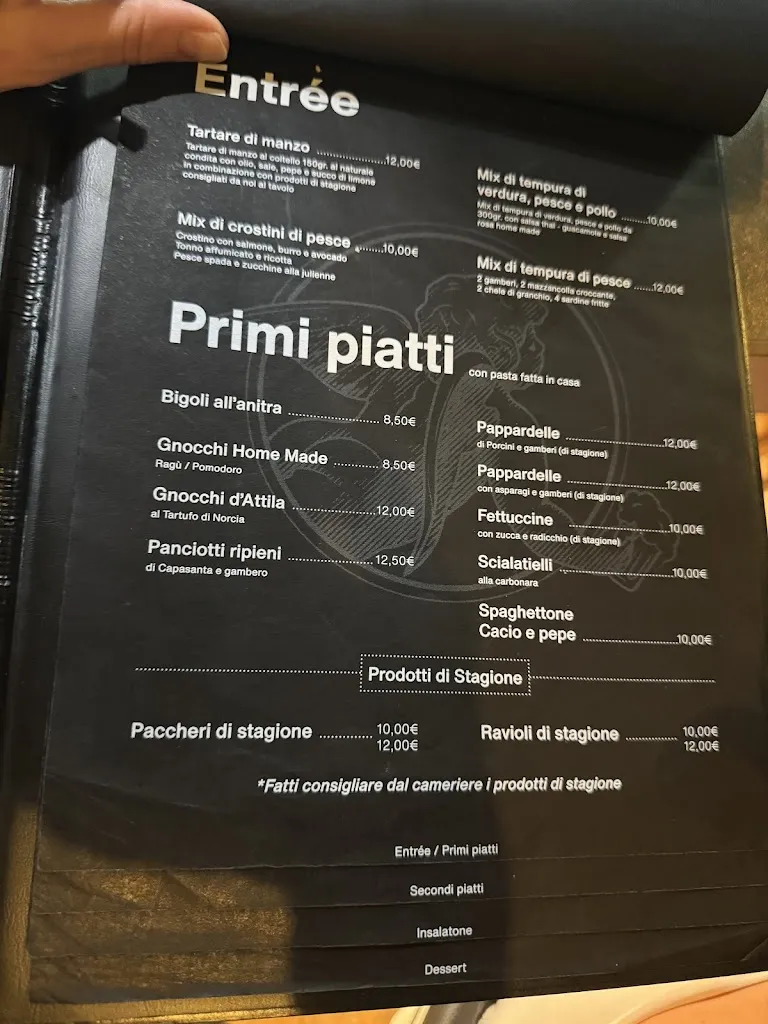 Entrée
Tartare di manzo ........................ 12,00€
Tartare di manzo al coltello 150gr. al naturale
condita con olio, sale, pepe e succo di limone
in combinazione con prodotti di stagione
consigliati da noi al tavolo
Mix di crostini di pesce ........ 10,00€
Crostino con salmone, burro e avocado
Tonno affumicato e ricotta
Pesce spada e zucchine alla julienne
Mix di tempura di
verdura, pesce e pollo ........ 10,00€
Mix di tempura di verdura, pesce e pollo da
300gr. con salsa thai - guacamole e salsa
rosa home made
Mix di tempura di pesce ...... 12,00€
2 gamberi, 2 mazzancolla croccante,
2 chele di granchio, 4 sardine fritte
Primi piatti con pasta fatta in casa
Bigoli all'anitra ........................ 8,50€
Gnocchi Home Made ........... 8,50€
Ragù / Pomodoro
Gnocchi d'Attila ........................ 12,00€
al Tartufo di Norcia
Panciotti ripieni ........................ 12,50€
di Capasanta e gambero
Pappardelle ........................ 12,00€
di Porcini e gamberi (di stagione)
Pappardelle ........................ 12,00€
con asparagi e gamberi (di stagione)
Fettuccine ........................ 10,00€
con zucca e radicchio (di stagione)
Scialatielli ........................ 10,00€
alla carbonara
Spaghettone
Cacio e pepe ........................ 10,00€
Prodotti di Stagione
Paccheri di stagione ............. 10,00€
12,00€
Ravioli di stagione ............. 10,00€
12,00€
*Fatti consigliare dal cameriere i prodotti di stagione
Entrée / Primi piatti
Secondi piatti
Insalatone
Dessert